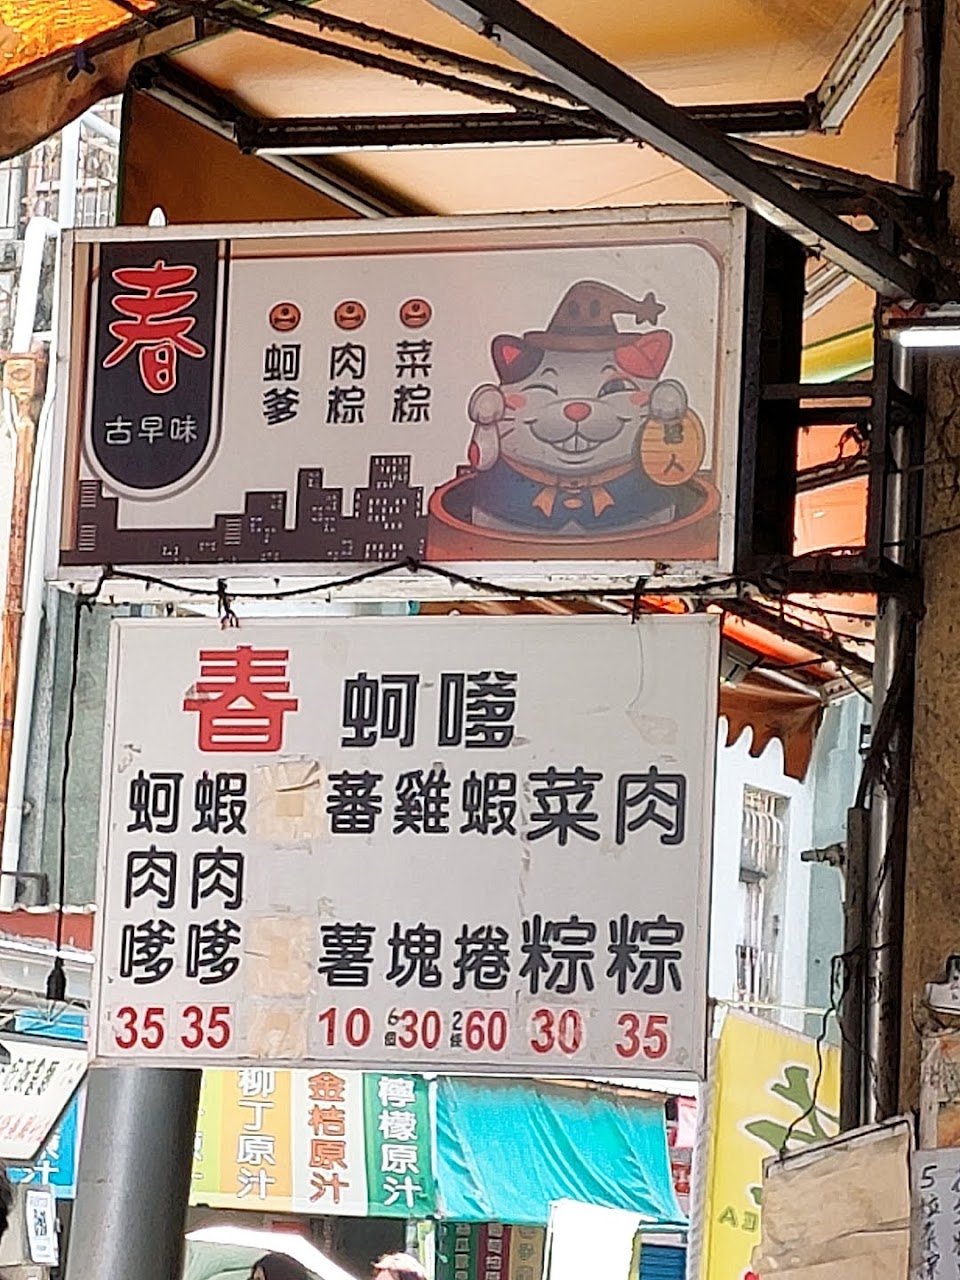 春
古早味
蚵爹
肉粽
菜粽
春 蚵嗲
蚵肉嗲 35
蝦肉嗲 35
蕃薯 10
雞塊 6個30
蝦捲 2條60
菜粽 30
肉粽 35
柳丁原汁
金桔原汁
檸檬原汁